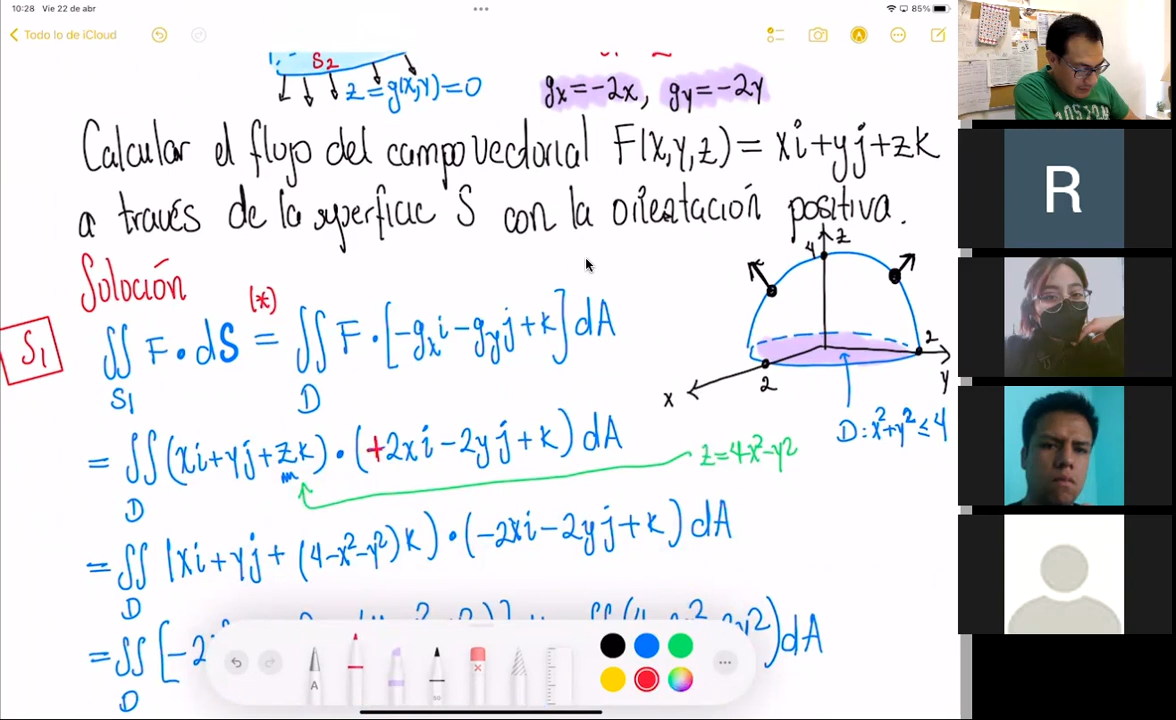 10:28 Vie 22 de abr
85%
Todo lo de iCloud
S2
z=g(x,y)=0
gx=-2x, gy=-2y
Calcular el flujo del campo vectorial F(x,y,z)=xi+yj+zk
a través de la superficie S con la orientación positiva.
Solución
S1
∬S1 F·dS (*)= ∬D F·[-gxi-gyj+k]dA
=∬D (xi+yj+zk)·(+2xi-2yj+k)dA
z=4-x²-y²
=∬D (xi+yj+(4-x²-y²)k)·(-2xi-2yj+k)dA
=∬D [-2
)dA
z
4
2
y
2
x
D:x²+y²≤4
A
50
R
BOSTON